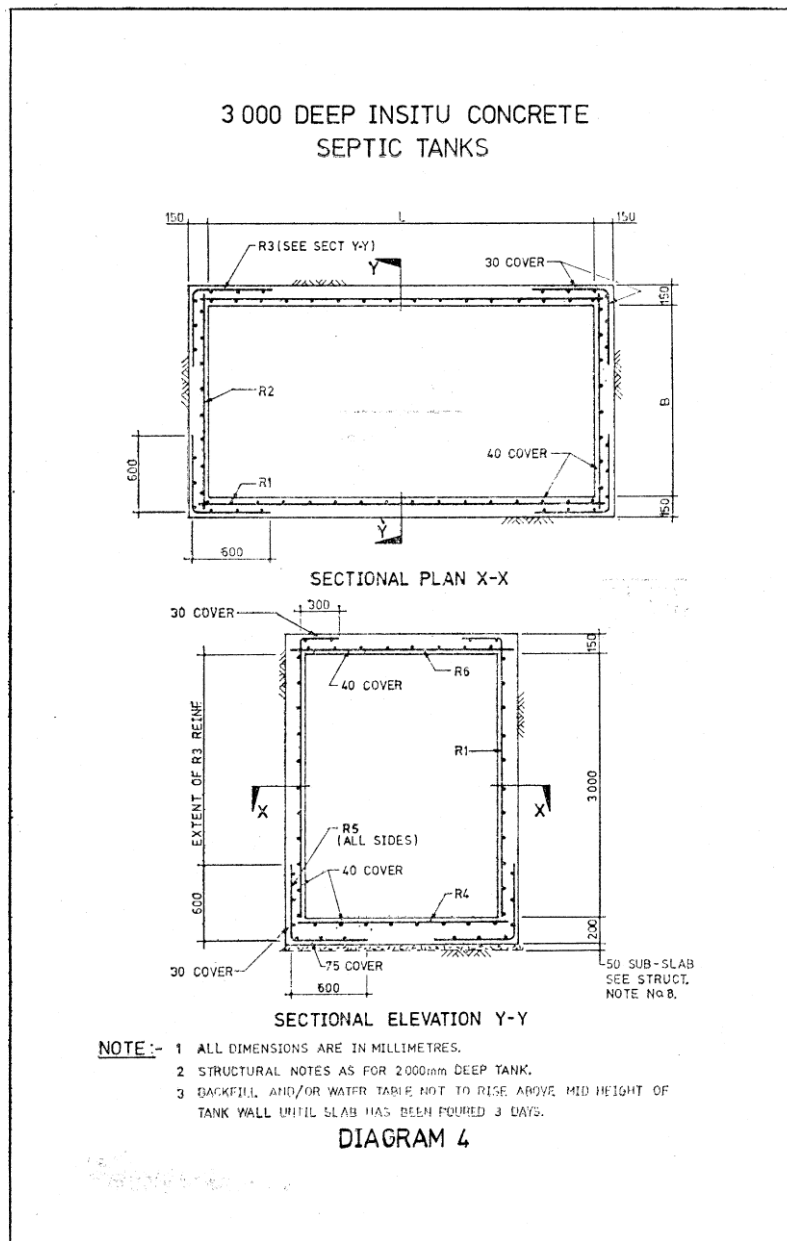 3 000 DEEP INSITU CONCRETE
SEPTIC TANKS
150
L
150
R3 (SEE SECT Y-Y)
Y
30 COVER
150
R2
B
600
40 COVER
R1
150
Y
600
SECTIONAL PLAN X-X
30 COVER
300
150
R6
40 COVER
EXTENT OF R3 REINF
R1
3000
X
X
R5
(ALL SIDES)
40 COVER
R4
600
200
30 COVER
75 COVER
50 SUB-SLAB
SEE STRUCT.
NOTE No 8.
600
SECTIONAL ELEVATION Y-Y
NOTE:- 1 ALL DIMENSIONS ARE IN MILLIMETRES.
2 STRUCTURAL NOTES AS FOR 2000mm DEEP TANK.
3 BACKFILL AND/OR WATER TABLE NOT TO RISE ABOVE MID HEIGHT OF
TANK WALL UNTIL SLAB HAS BEEN POURED 3 DAYS.
DIAGRAM 4